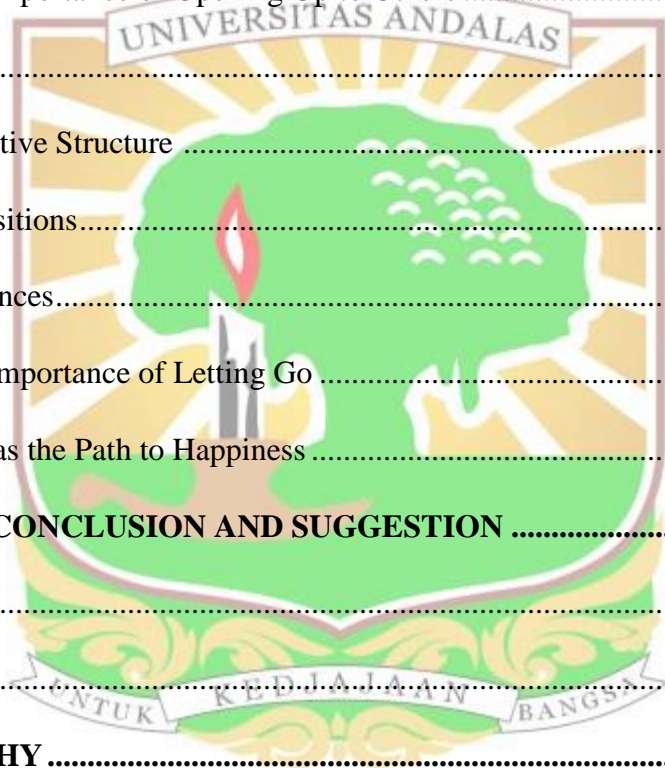 UNIVERSITAS ANDALAS
....................................................................................
tive Structure ..............................................................
sitions...........................................................................
nces..............................................................................
mportance of Letting Go ............................................
as the Path to Happiness .............................................
CONCLUSION AND SUGGESTION ....................
....................................................................................
....................................................................................
UNTUK KEDJAJAAN BANGSA
HY ...............................................................................